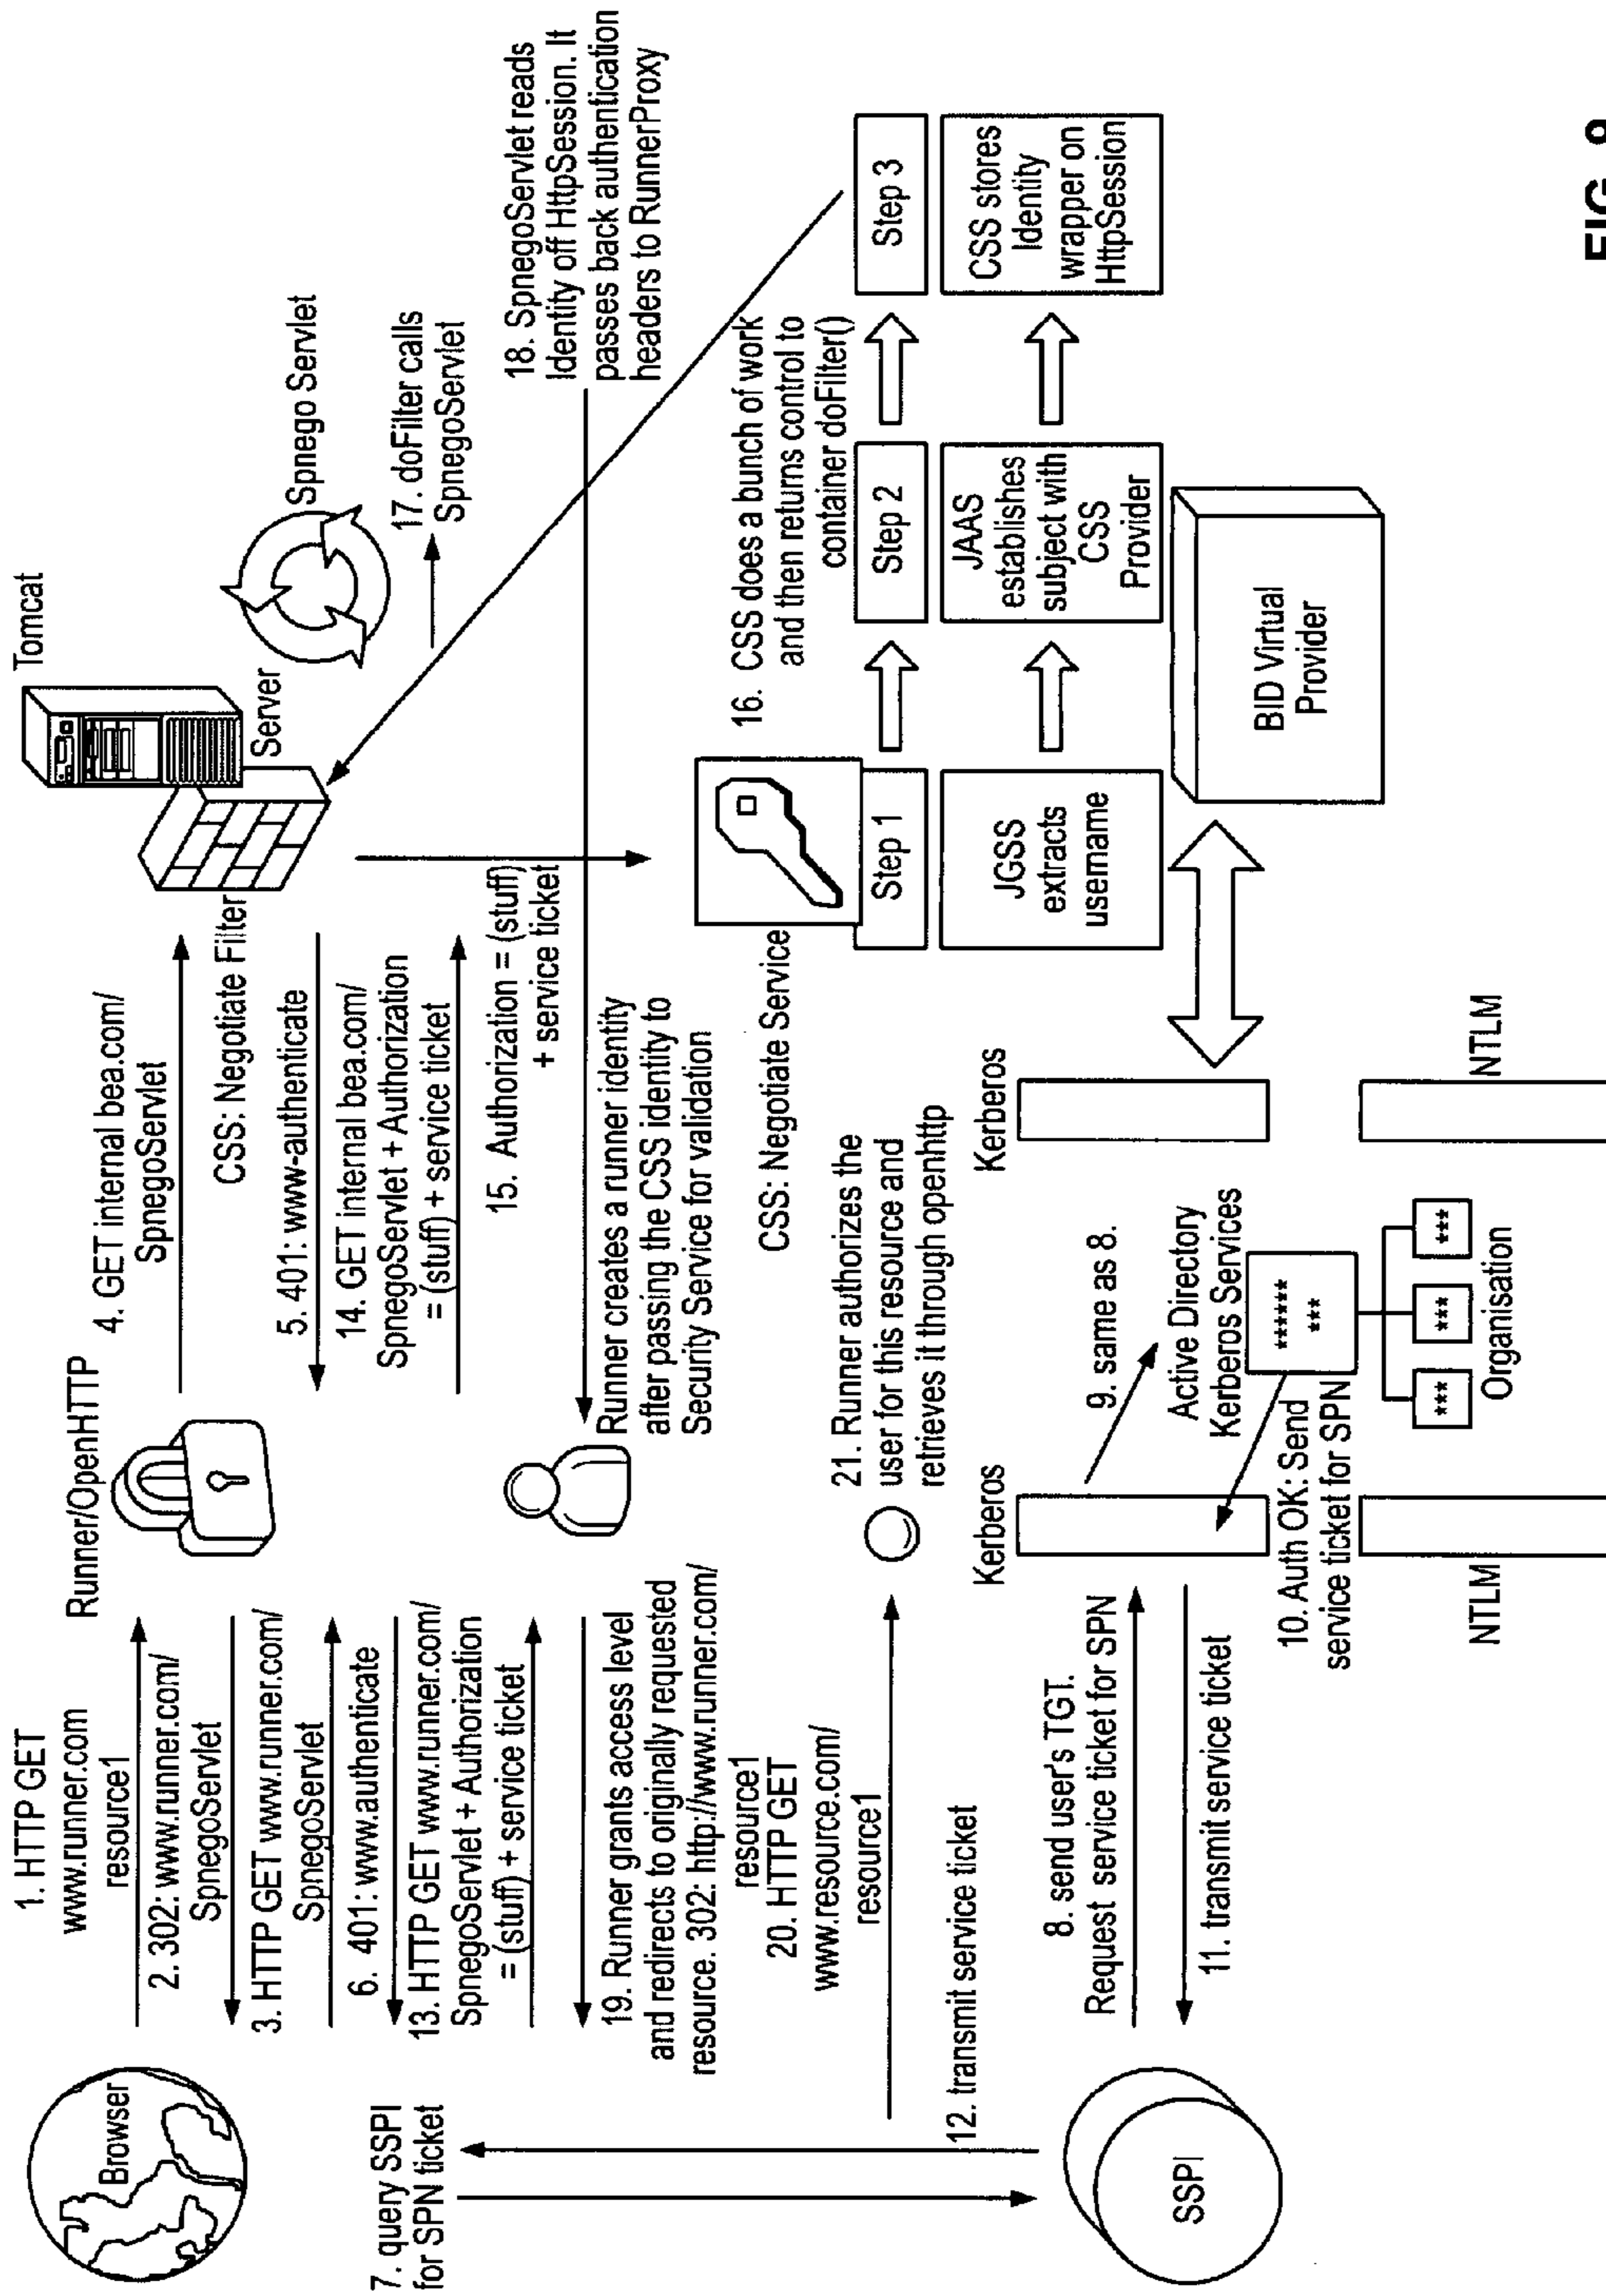 1. HTTP GET
www.runner.com
resource1
2. 302: www.runner.com/
SpnegoServlet
3. HTTP GET www.runner.com/
SpnegoServlet
6. 401: www.authenticate
13. HTTP GET www.runner.com/
SpnegoServlet + Authorization
= (stuff) + service ticket
19. Runner grants access level
and redirects to originally requested
resource. 302: http://www.runner.com/
resource1
20. HTTP GET
www.resource.com/
resource1
Browser
7. query SSPI
for SPN ticket
12. transmit service ticket
SSPI
8. send user's TGT.
Request service ticket for SPN
11. transmit service ticket
Runner/OpenHTTP
4. GET internal bea.com/
SpnegoServlet
CSS: Negotiate Filter
5. 401: www-authenticate
14. GET internal bea.com/
SpnegoServlet + Authorization
= (stuff) + service ticket
15. Authorization = (stuff)
+ service ticket
Runner creates a runner identity
after passing the CSS identity to
Security Service for validation
21. Runner authorizes the
user for this resource and
retrieves it through openhttp
Tomcat
Server
Spnego Servlet
17. doFilter calls
SpnegoServlet
18. SpnegoServlet reads
Identity off HttpSession. It
passes back authentication
headers to RunnerProxy
16. CSS does a bunch of work
and then returns control to
container doFilter()
CSS: Negotiate Service
Step 1
Step 2
Step 3
JGSS
extracts
username
JAAS
establishes
subject with
CSS
Provider
CSS stores
Identity
wrapper on
HttpSession
BID Virtual
Provider
Kerberos
9. same as 8.
Active Directory
Kerberos Services
******
***
10. Auth OK: Send
service ticket for SPN
***
***
***
Organisation
NTLM
Kerberos
NTLM